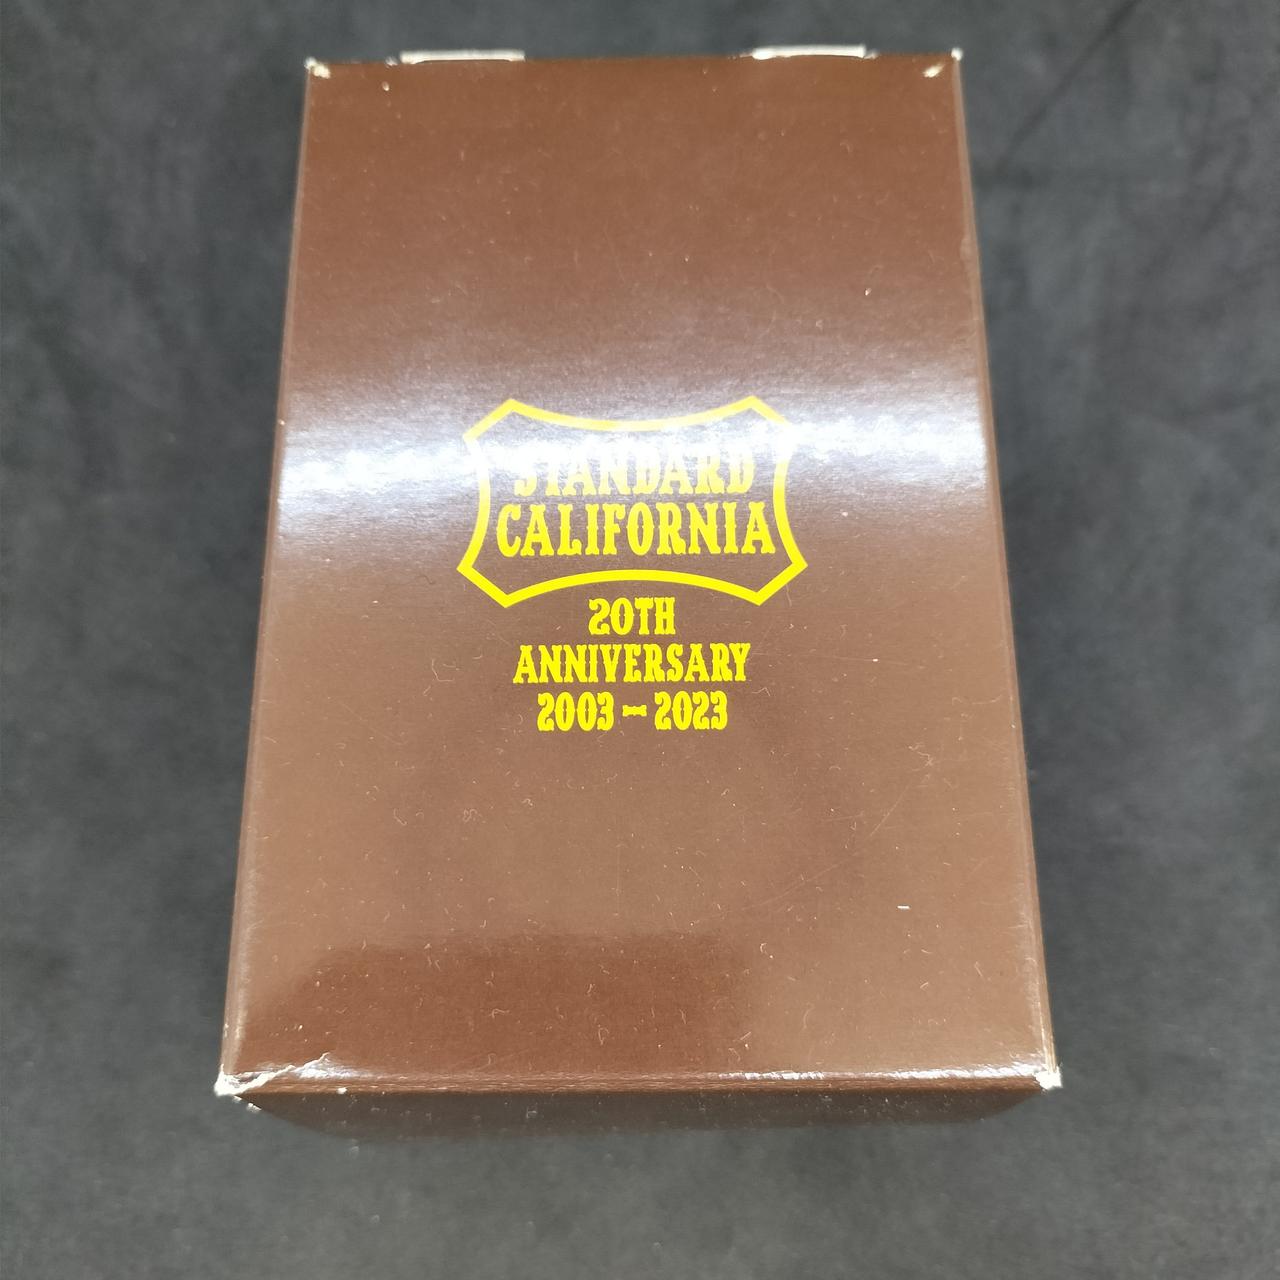 STANDARD
CALIFORNIA
20TH
ANNIVERSARY
2003-2023